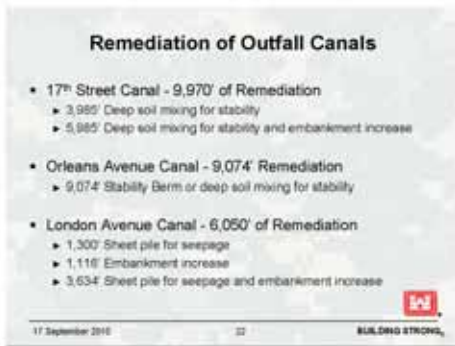 Remediation of Outfall Canals
• 17th Street Canal - 9,970' of Remediation
► 3,985' Deep soil mixing for stability
► 5,985' Deep soil mixing for stability and embankment increase
• Orleans Avenue Canal - 9,074' Remediation
► 9,074' Stability Berm or deep soil mixing for stability
• London Avenue Canal - 6,050' of Remediation
► 1,300' Sheet pile for seepage
► 1,116' Embankment increase
► 3,634' Sheet pile for seepage and embankment increase
17 September 2010 22 BUILDING STRONG®